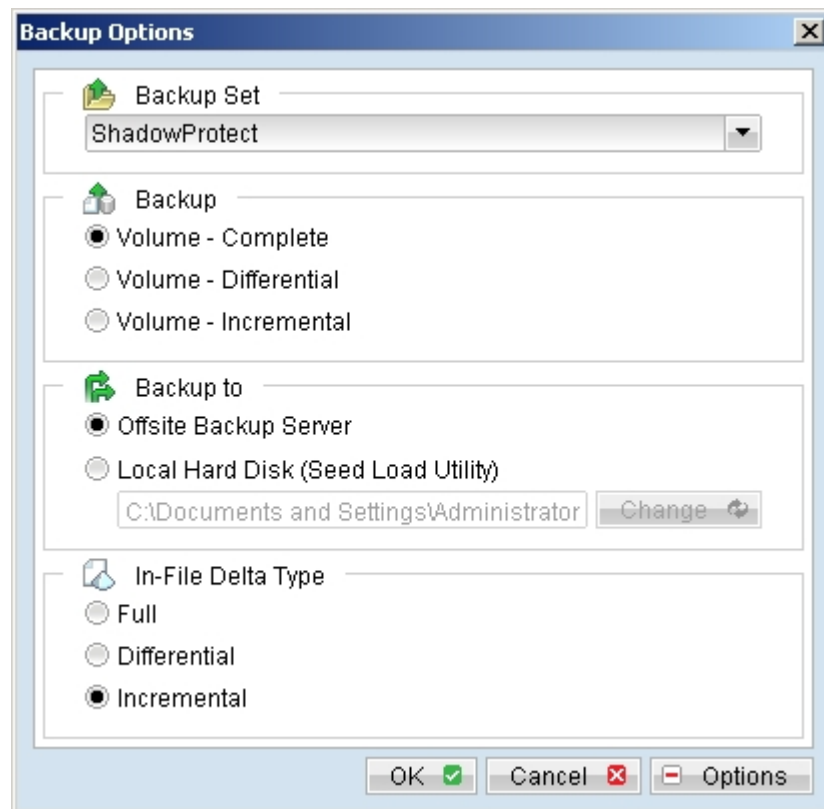 Backup Options
Backup Set
ShadowProtect
Backup
Volume - Complete
Volume - Differential
Volume - Incremental
Backup to
Offsite Backup Server
Local Hard Disk (Seed Load Utility)
C:\Documents and Settings\Administrator Change
In-File Delta Type
Full
Differential
Incremental
OK Cancel Options